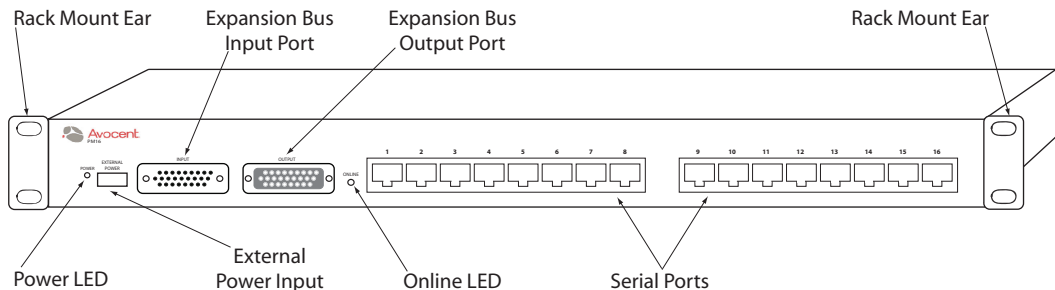 Rack Mount Ear
Expansion Bus
Input Port
Expansion Bus
Output Port
Rack Mount Ear
Avocent
PM16
POWER
EXTERNAL
POWER
INPUT
OUTPUT
ONLINE
1 2 3 4 5 6 7 8
9 10 11 12 13 14 15 16
Power LED
External
Power Input
Online LED
Serial Ports